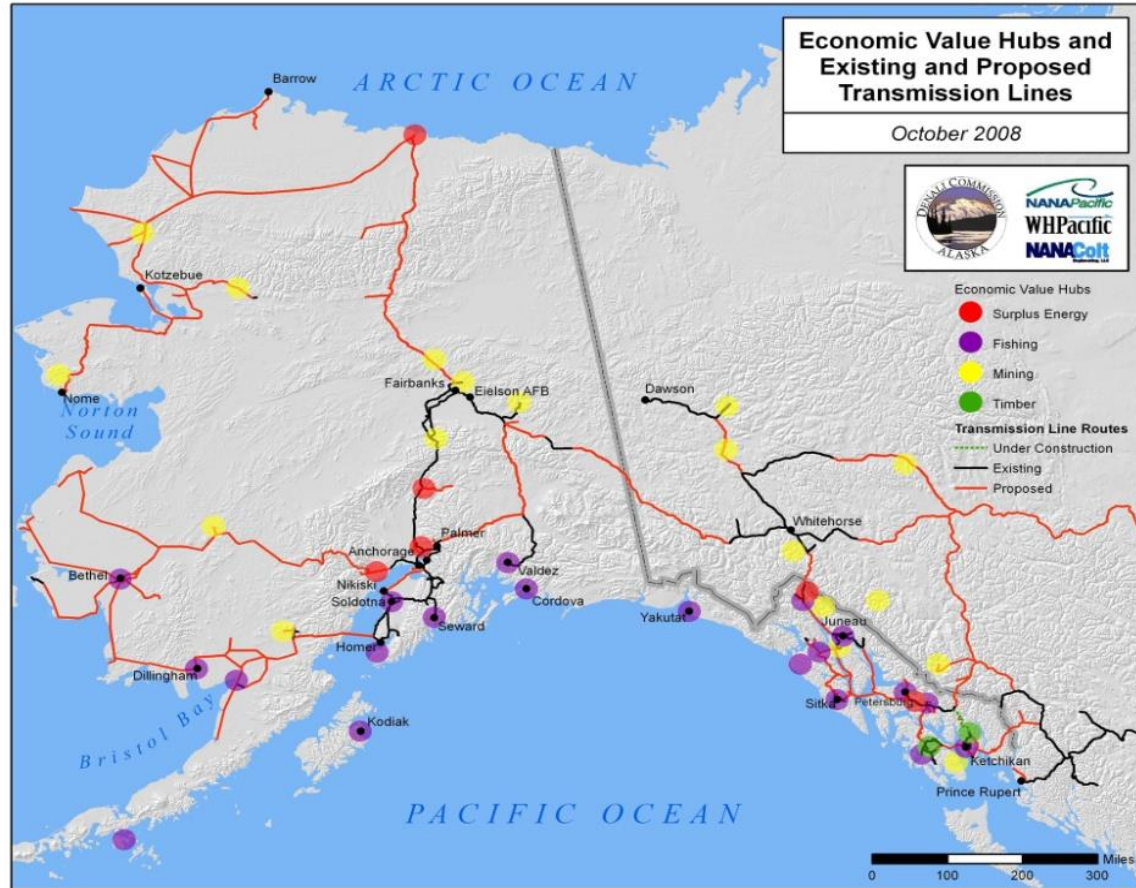 Economic Value Hubs and
Existing and Proposed
Transmission Lines
October 2008
DENALI COMMISSION
ALASKA
NANAPacific
WHPacific
NANAColt
Engineering, LLC
Economic Value Hubs
Surplus Energy
Fishing
Mining
Timber
Transmission Line Routes
Under Construction
Existing
Proposed
Barrow
ARCTIC OCEAN
Kotzebue
Nome
Norton
Sound
Fairbanks
Eielson AFB
Dawson
Palmer
Anchorage
Whitehorse
Bethel
Nikiski
Valdez
Soldotna
Cordova
Seward
Yakutat
Juneau
Homer
Dillingham
Sitka
Petersburg
Bristol Bay
Kodiak
Ketchikan
Prince Rupert
PACIFIC OCEAN
Miles
0 100 200 300